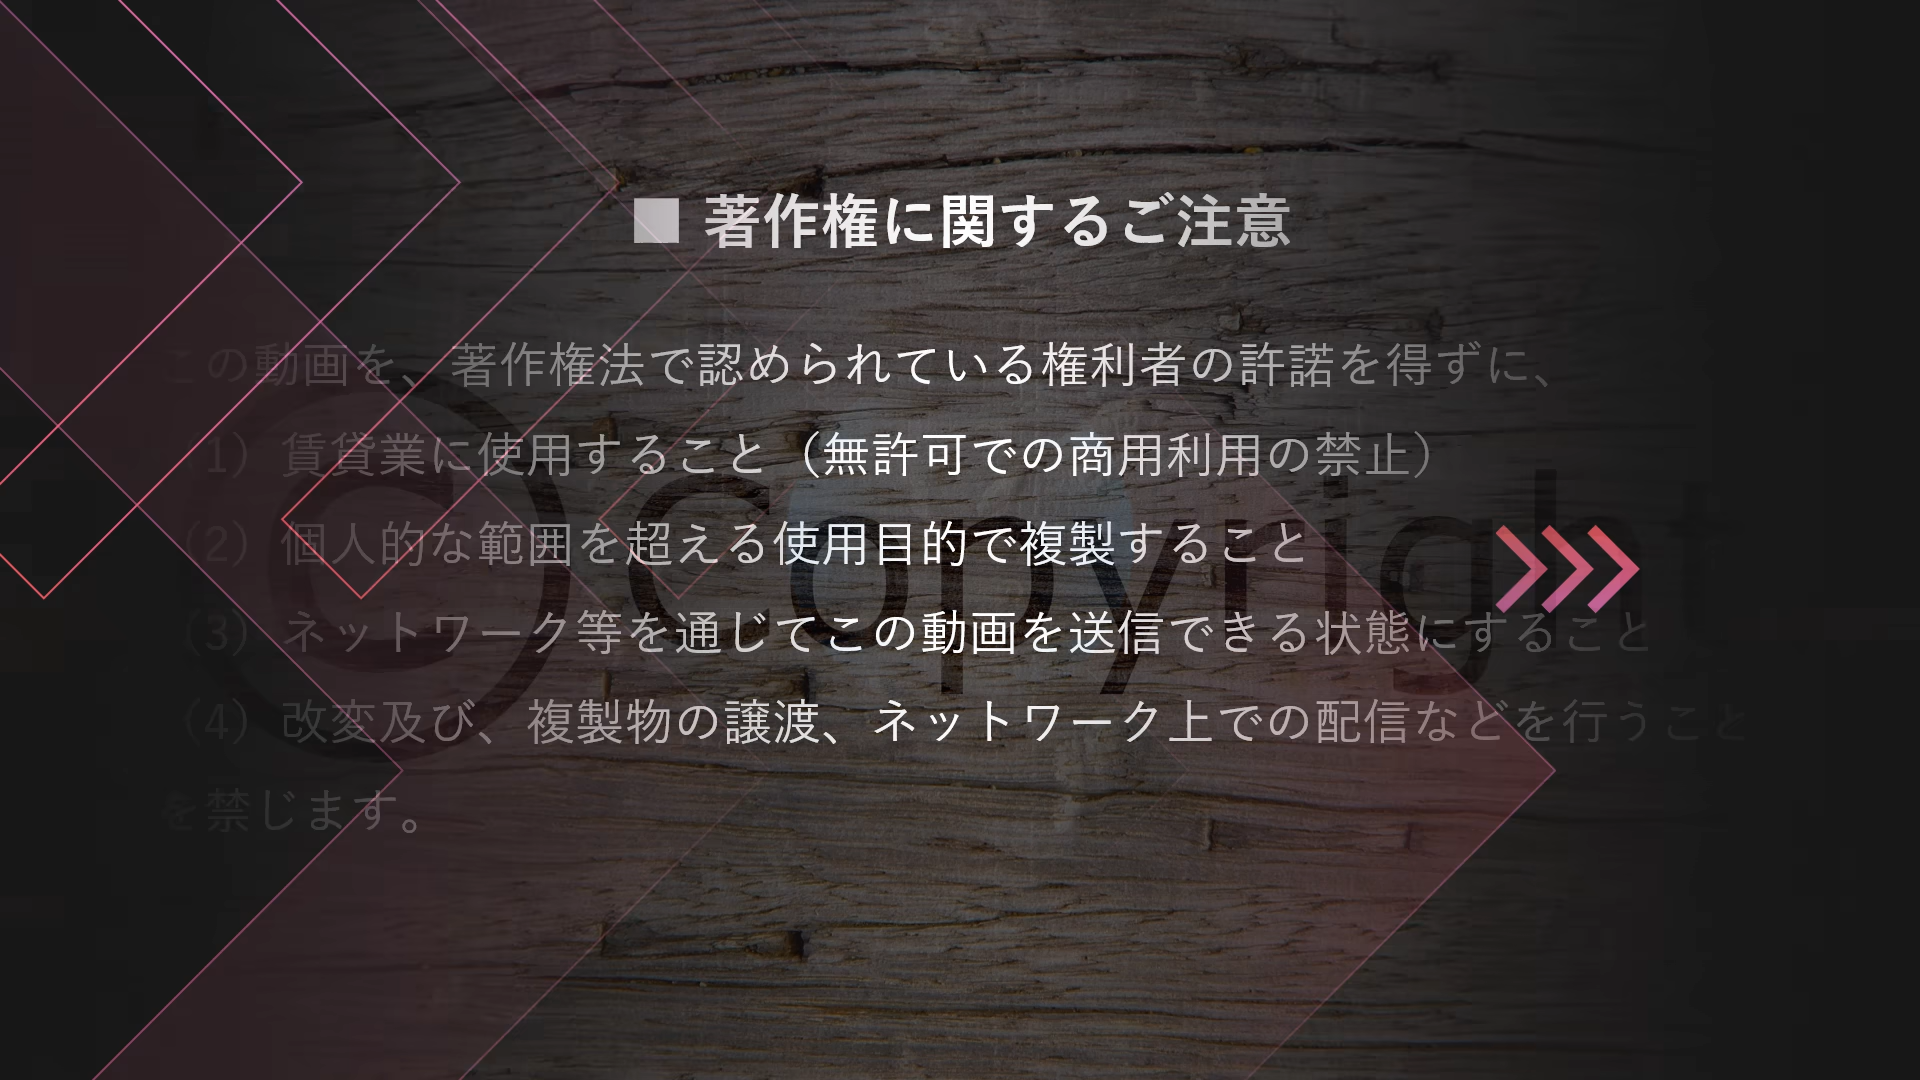 ■ 著作権に関するご注意
この動画を、著作権法で認められている権利者の許諾を得ずに、
（1）賃貸業に使用すること（無許可での商用利用の禁止）
（2）個人的な範囲を超える使用目的で複製すること
（3）ネットワーク等を通じてこの動画を送信できる状態にすること
（4）改変及び、複製物の譲渡、ネットワーク上での配信などを行うこと
を禁じます。
©Copyright